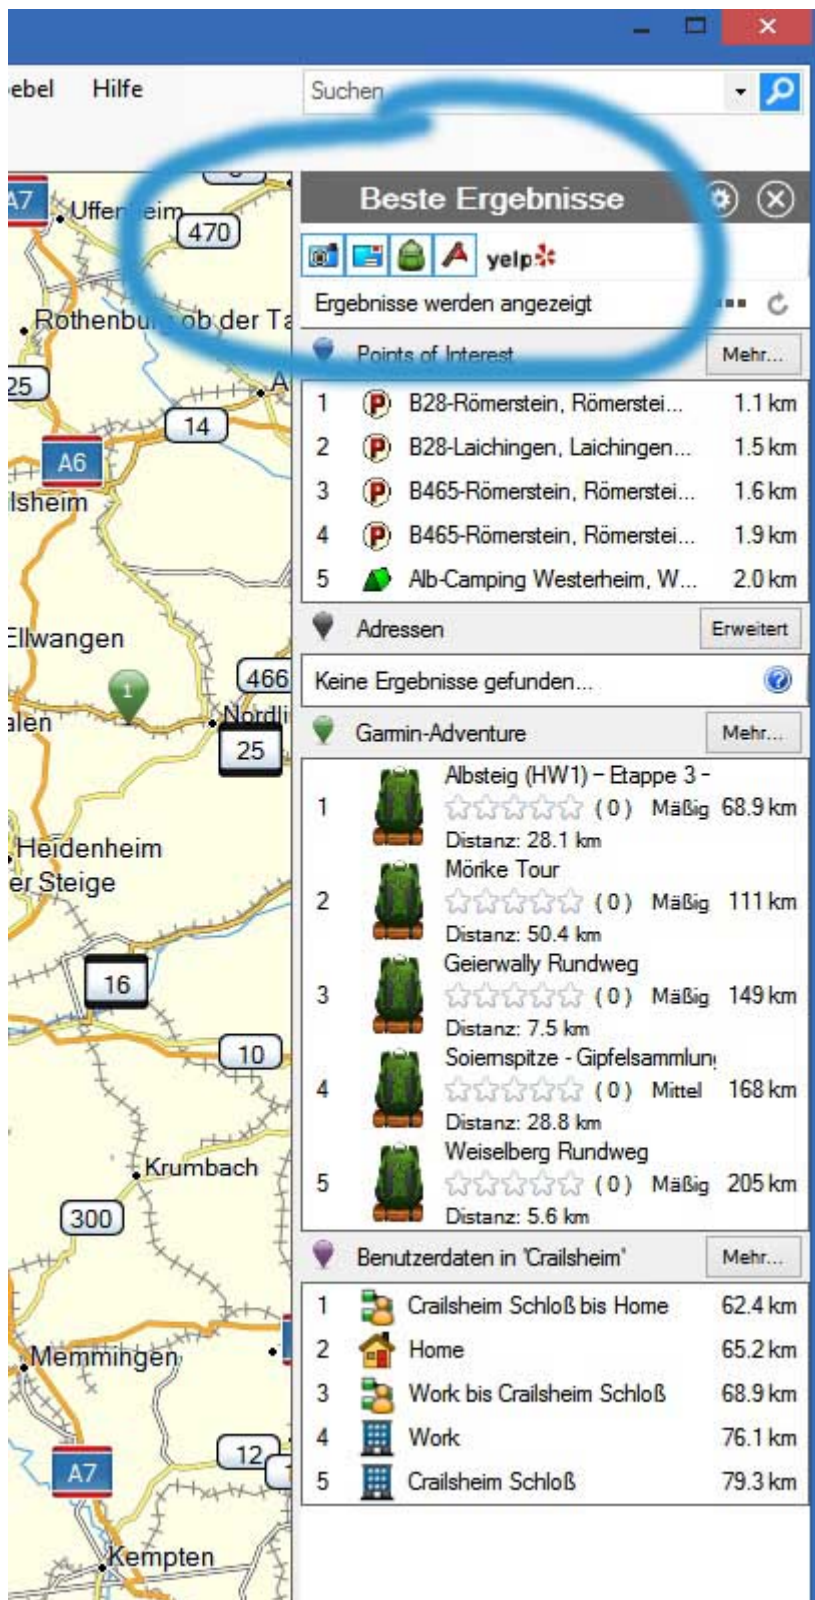 ebel Hilfe
Suchen
A7
Uffenheim
470
Rothenburg ob der Ta
25
A
14
A6
lsheim
Ellwangen
466
1
alen
Nördli
25
Heidenheim
er Steige
16
10
Krumbach
300
Memmingen
12
A7
Kempten
Beste Ergebnisse
yelp
Ergebnisse werden angezeigt
Points of Interest Mehr...
1 P B28-Römerstein, Römerstei... 1.1 km
2 P B28-Laichingen, Laichingen... 1.5 km
3 P B465-Römerstein, Römerstei... 1.6 km
4 P B465-Römerstein, Römerstei... 1.9 km
5 Alb-Camping Westerheim, W... 2.0 km
Adressen Erweitert
Keine Ergebnisse gefunden... ?
Garmin-Adventure Mehr...
Albsteig (HW1) – Etappe 3 -
1 (0) Mäßig 68.9 km
Distanz: 28.1 km
Mörike Tour
2 (0) Mäßig 111 km
Distanz: 50.4 km
Geierwally Rundweg
3 (0) Mäßig 149 km
Distanz: 7.5 km
Soiernspitze - Gipfelsammlun
4 (0) Mittel 168 km
Distanz: 28.8 km
Weiselberg Rundweg
5 (0) Mäßig 205 km
Distanz: 5.6 km
Benutzerdaten in 'Crailsheim' Mehr...
1 Crailsheim Schloß bis Home 62.4 km
2 Home 65.2 km
3 Work bis Crailsheim Schloß 68.9 km
4 Work 76.1 km
5 Crailsheim Schloß 79.3 km